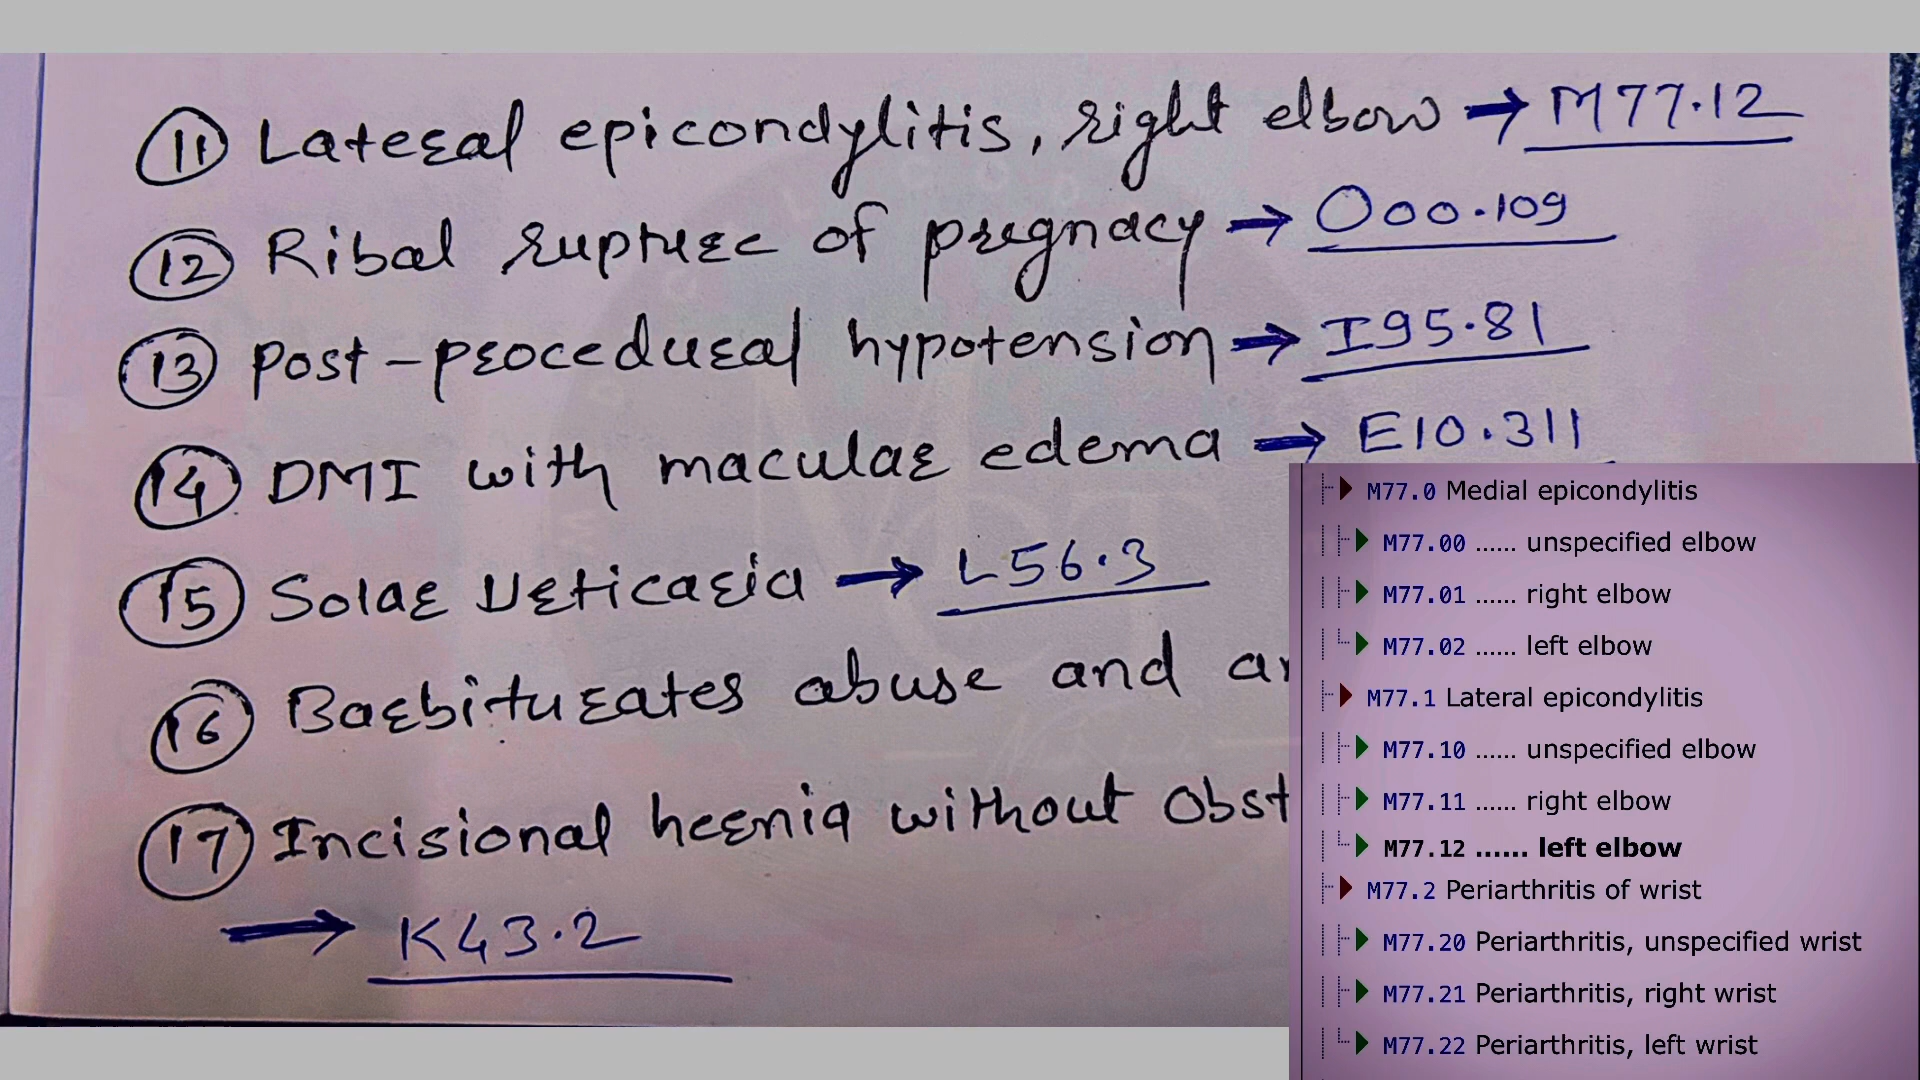 11 Lateral epicondylitis, right elbow → M77.12
12 Ribal rupture of pregnacy → O00.109
13 Post-procedural hypotension → I95.81
14 DMI with macular edema → E10.311
15 Solar Urticaria → L56.3
16 Barbiturates abuse and
17 Incisional hernia without Obst
→ K43.2
M77.0 Medial epicondylitis
M77.00 ...... unspecified elbow
M77.01 ...... right elbow
M77.02 ...... left elbow
M77.1 Lateral epicondylitis
M77.10 ...... unspecified elbow
M77.11 ...... right elbow
M77.12 ...... left elbow
M77.2 Periarthritis of wrist
M77.20 Periarthritis, unspecified wrist
M77.21 Periarthritis, right wrist
M77.22 Periarthritis, left wrist